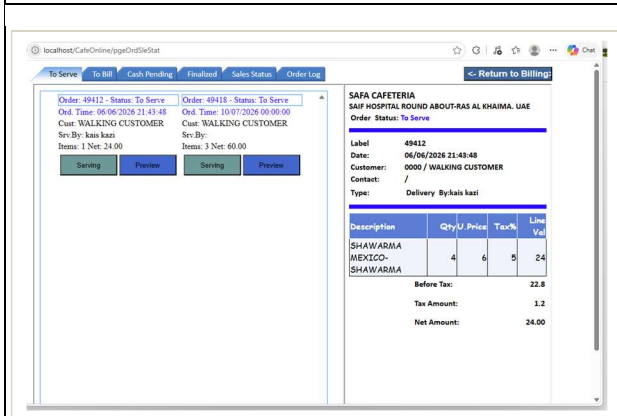 localhost/CafeOnline/pgeOrdSleStat
Chat
To Serve To Bill Cash Pending Finalized Sales Status Order Log
<- Return to Billing
Order: 49412 - Status: To Serve
Ord. Time: 06/06/2026 21:43:48
Cust: WALKING CUSTOMER
Srv.By: kais kazi
Items: 1 Net: 24.00
Serving Preview
Order: 49418 - Status: To Serve
Ord. Time: 10/07/2026 00:00:00
Cust: WALKING CUSTOMER
Srv.By:
Items: 3 Net: 60.00
Serving Preview
SAFA CAFETERIA
SAIF HOSPITAL ROUND ABOUT-RAS AL KHAIMA. UAE
Order Status: To Serve
Label 49412
Date: 06/06/2026 21:43:48
Customer: 0000 / WALKING CUSTOMER
Contact: /
Type: Delivery By:kais kazi
Description Qty U.Price Tax% Line Val
SHAWARMA MEXICO-SHAWARMA 4 6 5 24
Before Tax: 22.8
Tax Amount: 1.2
Net Amount: 24.00